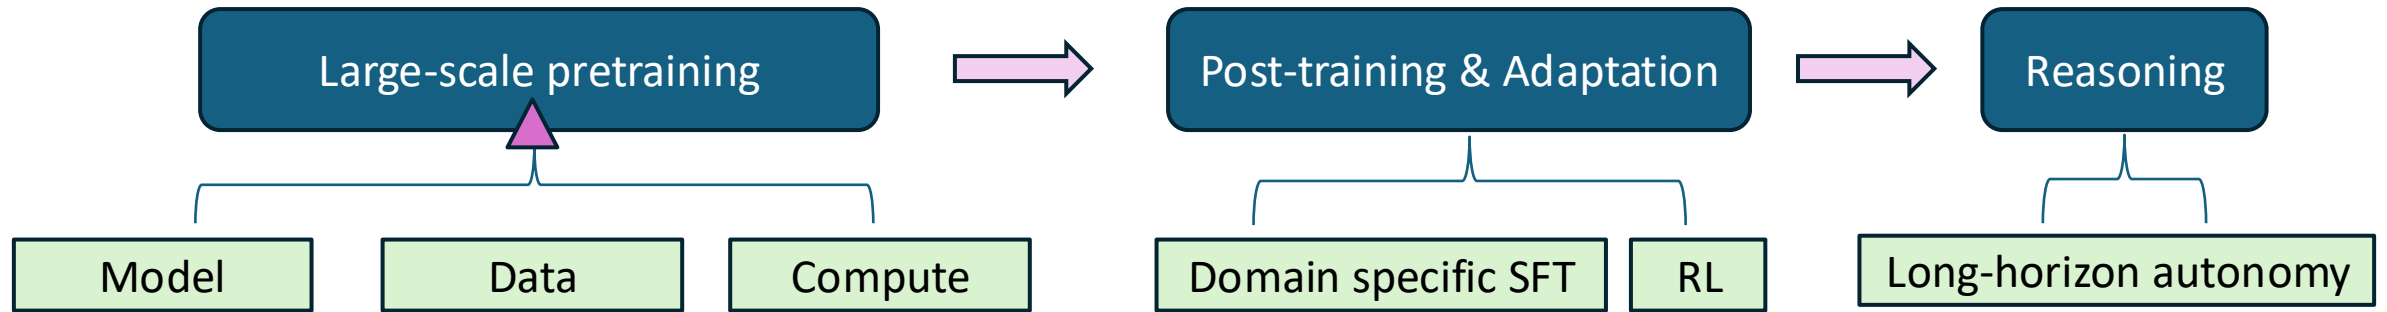 Large-scale pretraining
Post-training & Adaptation
Reasoning
Model
Data
Compute
Domain specific SFT
RL
Long-horizon autonomy